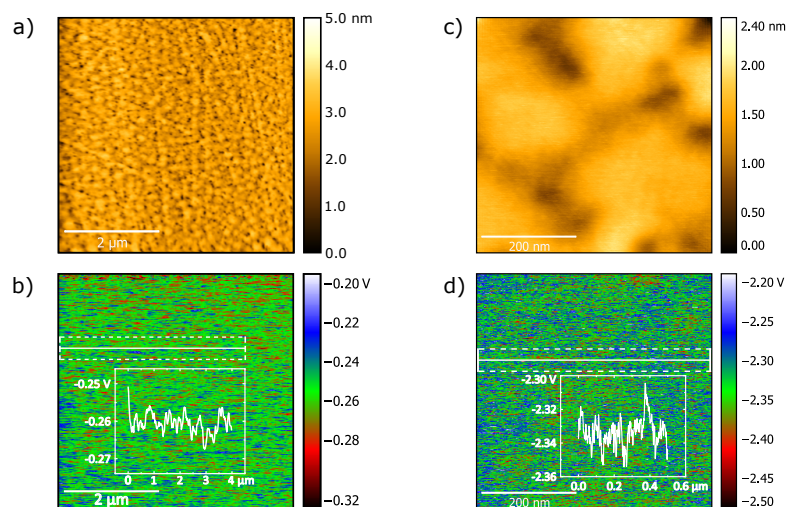 a)
5.0 nm
4.0
3.0
2.0
1.0
0.0
2 µm
c)
2.40 nm
2.00
1.50
1.00
0.50
0.00
200 nm
b)
−0.20 V
−0.22
−0.24
−0.26
−0.28
−0.32
-0.25 V
-0.26
-0.27
0 1 2 3 4 µm
2 µm
d)
−2.20 V
−2.25
−2.30
−2.35
−2.40
−2.45
−2.50
-2.30 V
-2.32
-2.34
-2.36
0.0 0.2 0.4 0.6 µm
200 nm